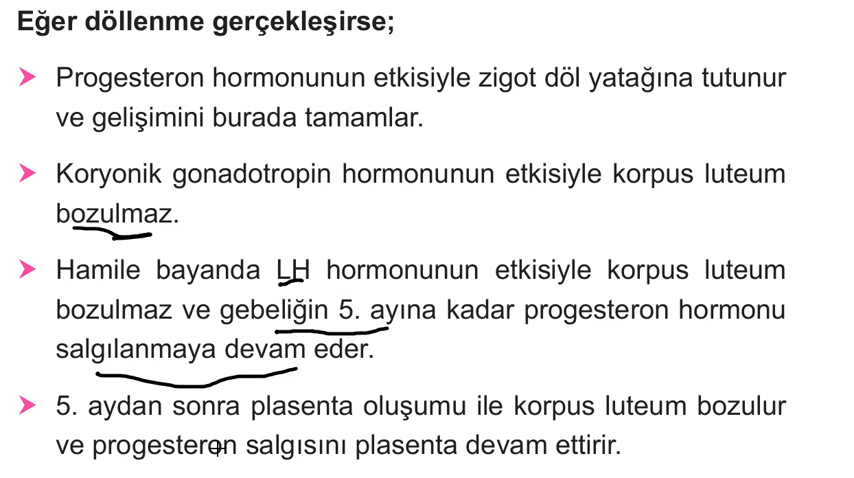 Eğer döllenme gerçekleşirse;
Progesteron hormonunun etkisiyle zigot döl yatağına tutunur
ve gelişimini burada tamamlar.
Koryonik gonadotropin hormonunun etkisiyle korpus luteum
bozulmaz.
Hamile bayanda LH hormonunun etkisiyle korpus luteum
bozulmaz ve gebeliğin 5. ayına kadar progesteron hormonu
salgılanmaya devam eder.
5. aydan sonra plasenta oluşumu ile korpus luteum bozulur
ve progesteron salgısını plasenta devam ettirir.